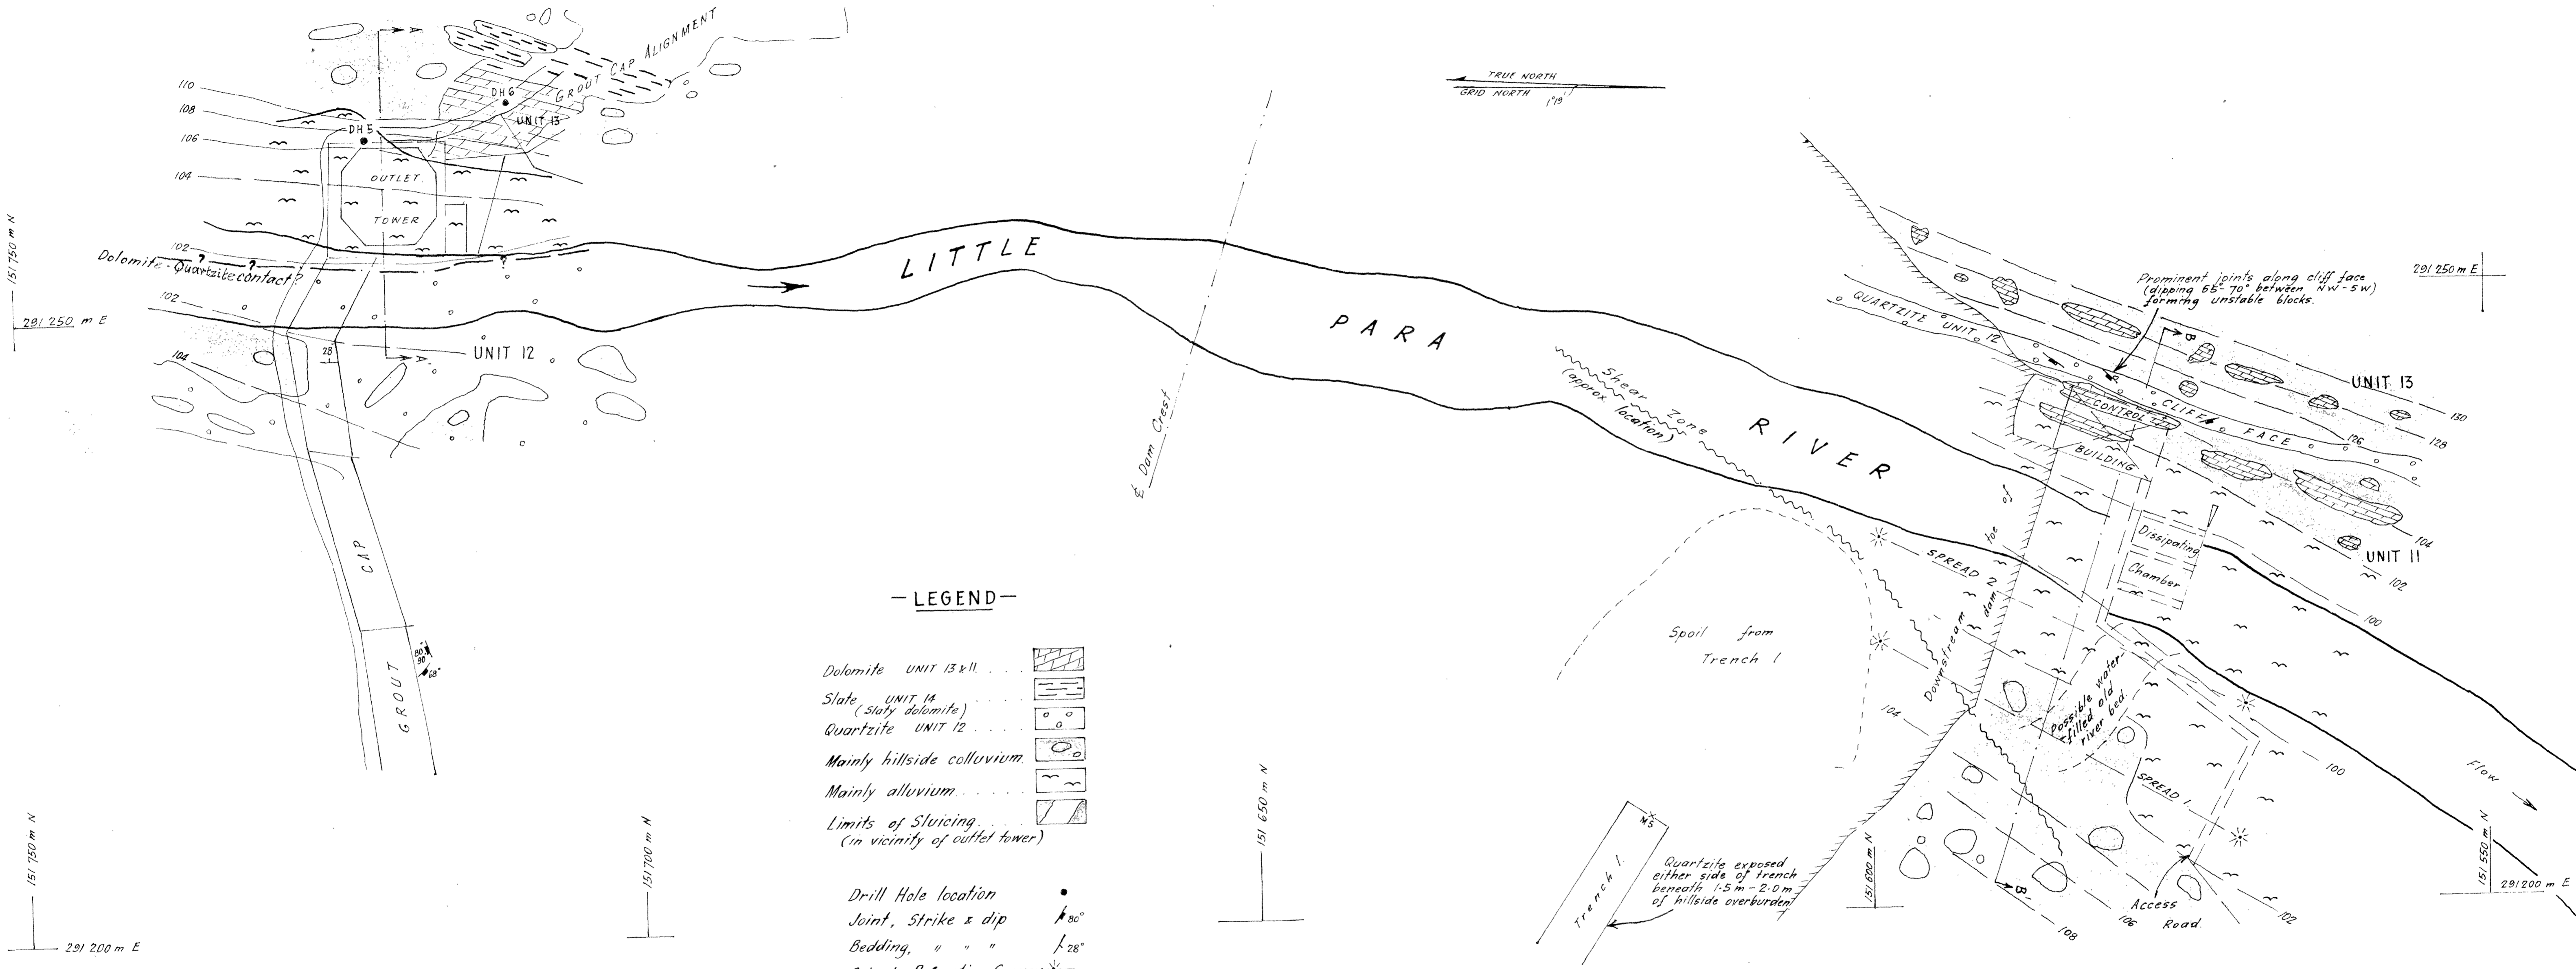 A
GROUT CAP ALIGNMENT
110
108
106
104
DH6
DH5
UNIT 13
OUTLET
TOWER
151 750 m N
102
Dolomite - Quartzite contact?
?
?
?
102
291 250 m E
104
28
A
UNIT 12
CAP
GROUT
80°
90
68°
151 750 m N
291 200 m E
151 700 m N
LITTLE
PARA
RIVER
TRUE NORTH
GRID NORTH
1°19'
₵ Dam Crest
Shear Zone
(approx location)
— LEGEND —
Dolomite UNIT 13 & 11
Slate UNIT 14
(Slaty dolomite)
Quartzite UNIT 12
Mainly hillside colluvium
Mainly alluvium
Limits of Sluicing
(in vicinity of outlet tower)
Drill Hole location
Joint, Strike & dip 80°
Bedding, " " " 28°
151 650 m N
Spoil from
Trench 1
Trench 1.
MS
Quartzite exposed
either side of trench
beneath 1·5 m - 2·0 m
of hillside overburden
151 600 m N
Prominent joints along cliff face
(dipping 65°- 70° between NW - SW)
forming unstable blocks.
291 250 m E
QUARTZITE UNIT 12
B
UNIT 13
130
128
126
CLIFF FACE
CONTROL
BUILDING
Dissipating
Chamber
104
UNIT 11
102
100
Downstream toe of
dam
SPREAD 2
Possible water-
filled old
river bed.
104
SPREAD 1
100
Flow
B
Access
Road.
108
106
102
151 550 m N
291 200 m E